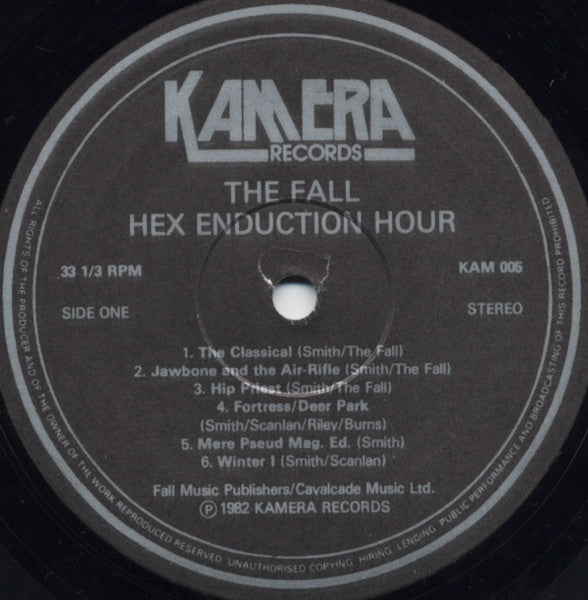 KAMERA
RECORDS
THE FALL
HEX ENDUCTION HOUR
33 1/3 RPM
KAM 005
SIDE ONE
STEREO
1. The Classical (Smith/The Fall)
2. Jawbone and the Air-Rifle (Smith/The Fall)
3. Hip Priest (Smith/The Fall)
4. Fortress/Deer Park
(Smith/Scanlan/Riley/Burns)
5. Mere Pseud Mag. Ed. (Smith)
6. Winter I (Smith/Scanlan)
Fall Music Publishers/Cavalcade Music Ltd.
Ⓟ 1982 KAMERA RECORDS
ALL RIGHTS OF THE PRODUCER AND OF THE OWNER OF THE WORK REPRODUCED RESERVED. UNAUTHORISED COPYING, HIRING, LENDING, PUBLIC PERFORMANCE AND BROADCASTING OF THIS RECORD PROHIBITED